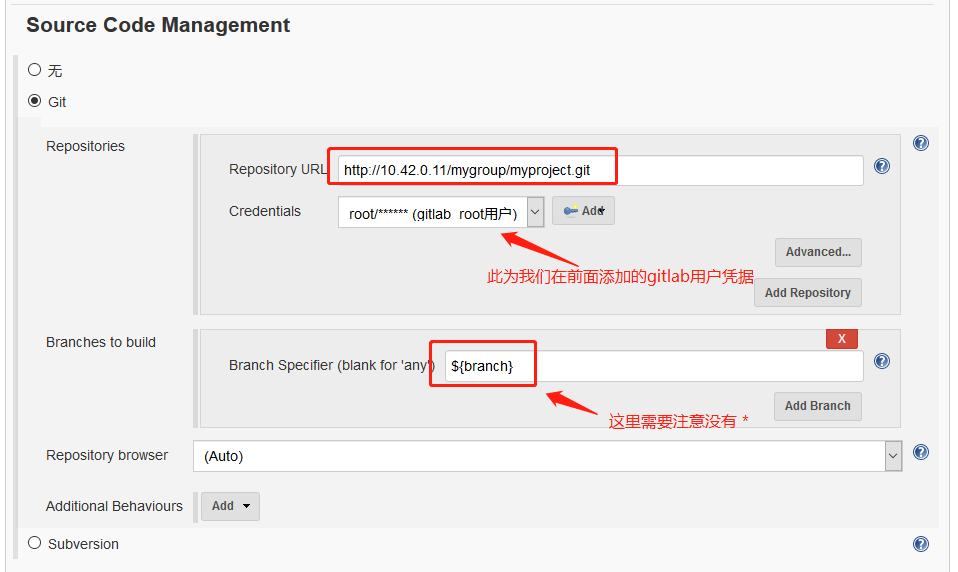 Source Code Management
无
Git
Repositories
Repository URL http://10.42.0.11/mygroup/myproject.git
Credentials root/****** (gitlab root用户) Add
此为我们在前面添加的gitlab用户凭据
Advanced...
Add Repository
Branches to build
X
Branch Specifier (blank for 'any') ${branch}
Add Branch
这里需要注意没有 *
Repository browser (Auto)
Additional Behaviours Add
Subversion